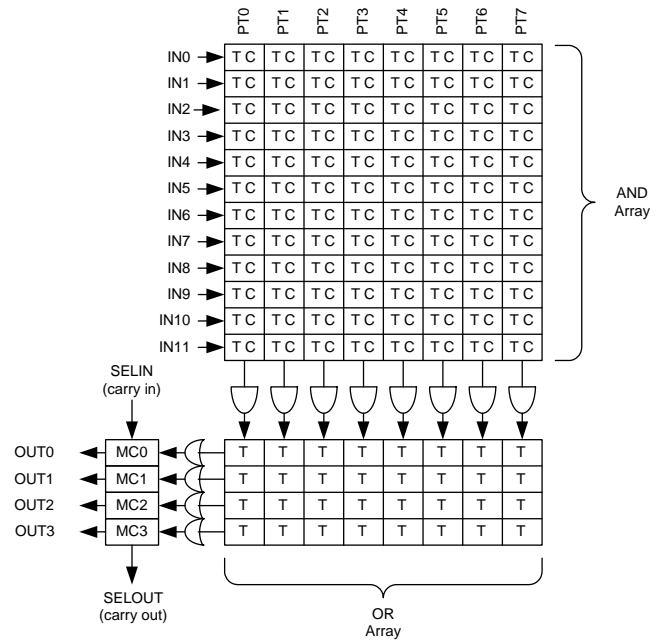 PT0 PT1 PT2 PT3 PT4 PT5 PT6 PT7
IN0 T C T C T C T C T C T C T C T C
IN1 T C T C T C T C T C T C T C T C
IN2 T C T C T C T C T C T C T C T C
IN3 T C T C T C T C T C T C T C T C
IN4 T C T C T C T C T C T C T C T C
IN5 T C T C T C T C T C T C T C T C
IN6 T C T C T C T C T C T C T C T C
IN7 T C T C T C T C T C T C T C T C
IN8 T C T C T C T C T C T C T C T C
IN9 T C T C T C T C T C T C T C T C
IN10 T C T C T C T C T C T C T C T C
IN11 T C T C T C T C T C T C T C T C
AND
Array
SELIN
(carry in)
OUT0 MC0 T T T T T T T T
OUT1 MC1 T T T T T T T T
OUT2 MC2 T T T T T T T T
OUT3 MC3 T T T T T T T T
SELOUT
(carry out)
OR
Array